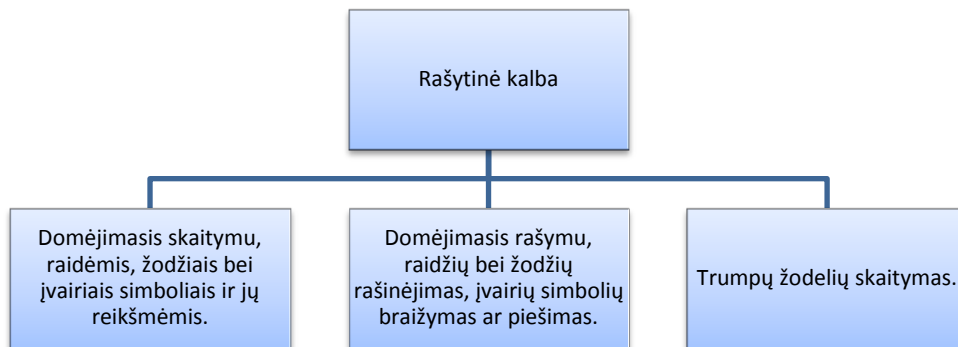 Rašytinė kalba
Domėjimasis skaitymu,
raidėmis, žodžiais bei
įvairiais simboliais ir jų
reikšmėmis.
Domėjimasis rašymu,
raidžių bei žodžių
rašinėjimas, įvairių simbolių
braižymas ar piešimas.
Trumpų žodelių skaitymas.